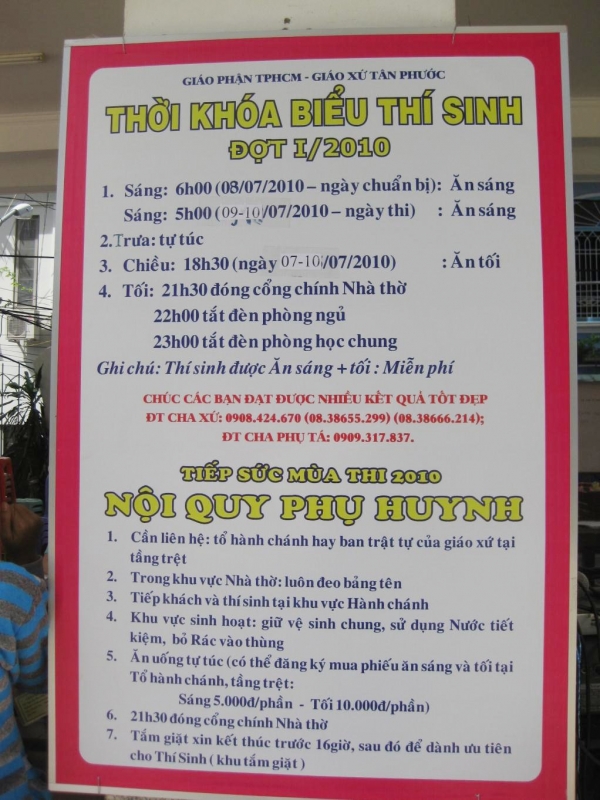 GIÁO PHẬN TPHCM - GIÁO XỨ TÂN PHƯỚC
THỜI KHÓA BIỂU THÍ SINH
ĐỢT I/2010
1. Sáng: 6h00 (08/07/2010 – ngày chuẩn bị): Ăn sáng
Sáng: 5h00 (09-10/07/2010 – ngày thi) : Ăn sáng
2.Trưa: tự túc
3. Chiều: 18h30 (ngày 07-10/07/2010) : Ăn tối
4. Tối: 21h30 đóng cổng chính Nhà thờ
22h00 tắt đèn phòng ngủ
23h00 tắt đèn phòng học chung
Ghi chú: Thí sinh được Ăn sáng + tối : Miễn phí
CHÚC CÁC BẠN ĐẠT ĐƯỢC NHIỀU KẾT QUẢ TỐT ĐẸP
ĐT CHA XỨ: 0908.424.670 (08.38655.299) (08.38666.214);
ĐT CHA PHỤ TÁ: 0909.317.837.
TIẾP SỨC MÙA THI 2010
NỘI QUY PHỤ HUYNH
1. Cần liên hệ: tổ hành chánh hay ban trật tự của giáo xứ tại
tầng trệt
2. Trong khu vực Nhà thờ: luôn đeo bảng tên
3. Tiếp khách và thí sinh tại khu vực Hành chánh
4. Khu vực sinh hoạt: giữ vệ sinh chung, sử dụng Nước tiết
kiệm, bỏ Rác vào thùng
5. Ăn uống tự túc (có thể đăng ký mua phiếu ăn sáng và tối tại
Tổ hành chánh, tầng trệt:
Sáng 5.000đ/phần - Tối 10.000đ/phần)
6. 21h30 đóng cổng chính Nhà thờ
7. Tắm giặt xin kết thúc trước 16giờ, sau đó để dành ưu tiên
cho Thí Sinh ( khu tắm giặt )